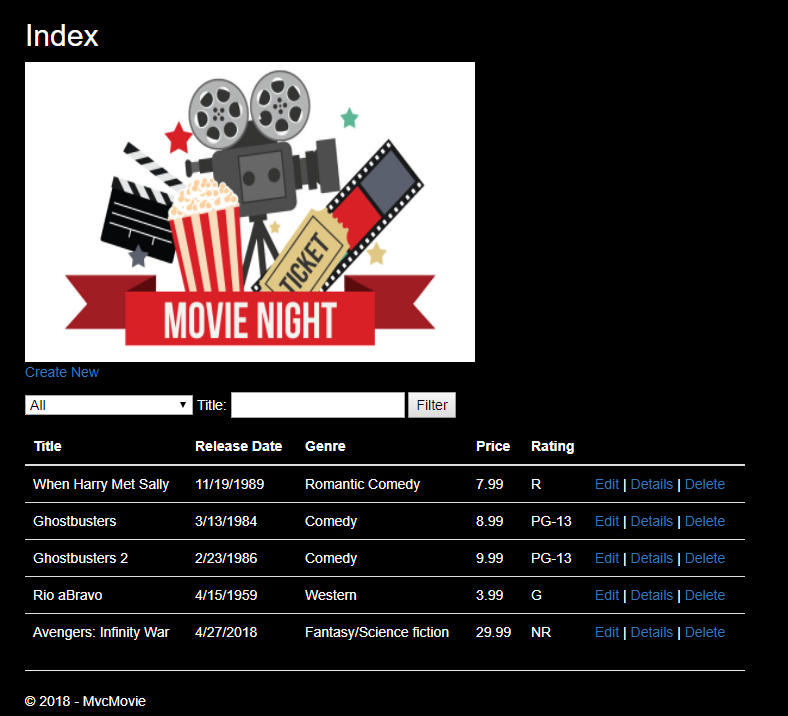 Index
TICKET
MOVIE NIGHT
Create New
All Title: Filter
Title Release Date Genre Price Rating
When Harry Met Sally 11/19/1989 Romantic Comedy 7.99 R Edit | Details | Delete
Ghostbusters 3/13/1984 Comedy 8.99 PG-13 Edit | Details | Delete
Ghostbusters 2 2/23/1986 Comedy 9.99 PG-13 Edit | Details | Delete
Rio aBravo 4/15/1959 Western 3.99 G Edit | Details | Delete
Avengers: Infinity War 4/27/2018 Fantasy/Science fiction 29.99 NR Edit | Details | Delete
© 2018 - MvcMovie